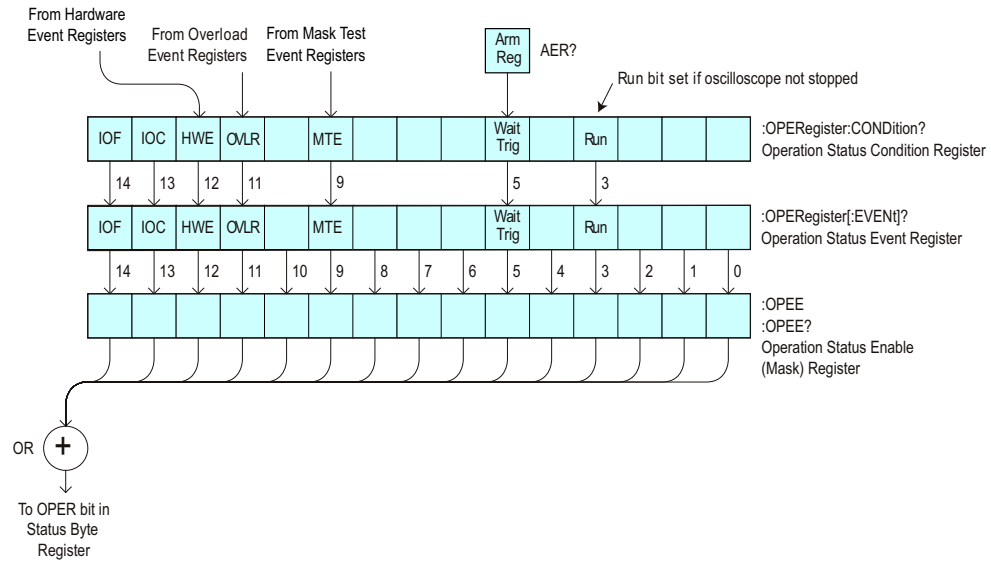 From Hardware
Event Registers
From Overload
Event Registers
From Mask Test
Event Registers
Arm
Reg
AER?
Run bit set if oscilloscope not stopped
IOF IOC HWE OVLR MTE Wait Trig Run
:OPERegister:CONDition?
Operation Status Condition Register
14 13 12 11 9 5 3
IOF IOC HWE OVLR MTE Wait Trig Run
:OPERegister[:EVENt]?
Operation Status Event Register
14 13 12 11 10 9 8 7 6 5 4 3 2 1 0
:OPEE
:OPEE?
Operation Status Enable
(Mask) Register
OR +
To OPER bit in
Status Byte
Register